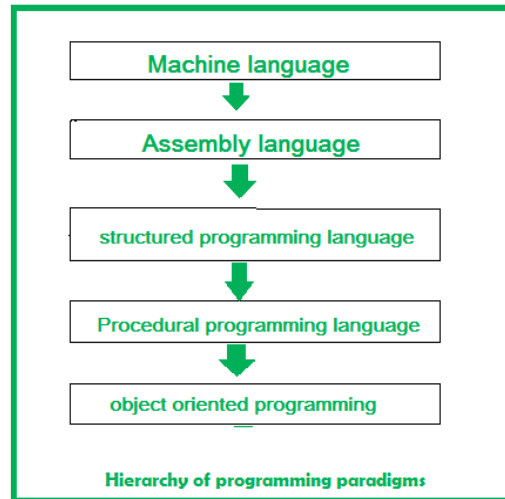 Machine language
Assembly language
structured programming language
Procedural programming language
object oriented programming
Hierarchy of programming paradigms